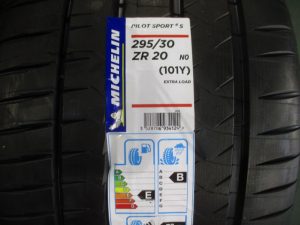 MICHELIN
PILOT SPORT 4 S
295/30
ZR 20 N0
(101Y)
EXTRA LOAD
E
B